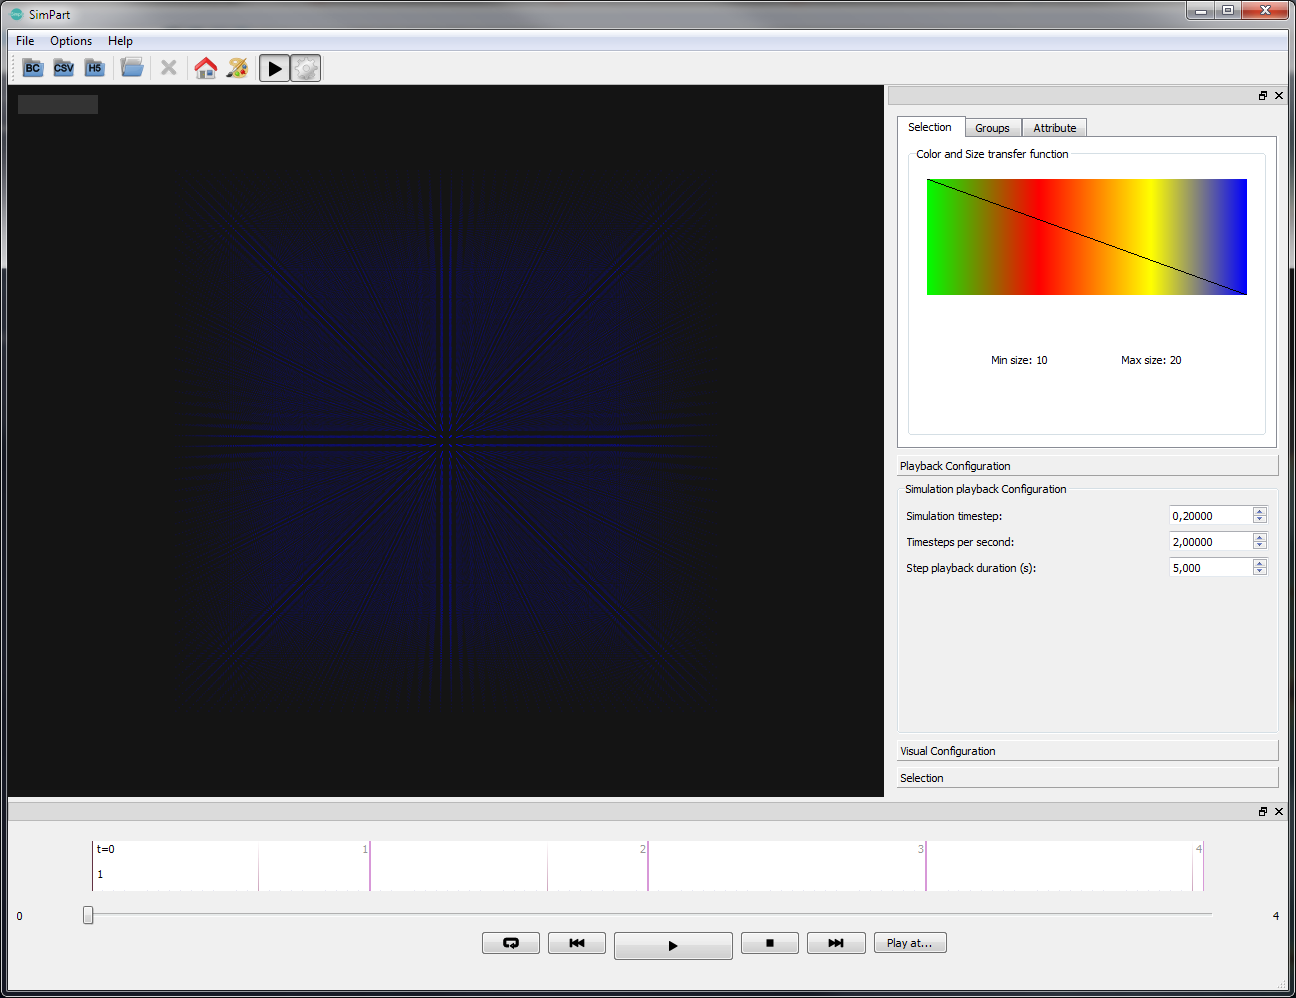 SimPart
File Options Help
BC CSV H5
Selection Groups Attribute
Color and Size transfer function
Min size: 10 Max size: 20
Playback Configuration
Simulation playback Configuration
Simulation timestep: 0,20000
Timesteps per second: 2,00000
Step playback duration (s): 5,000
Visual Configuration
Selection
t=0 1 2 3 4
1
0 4
Play at...